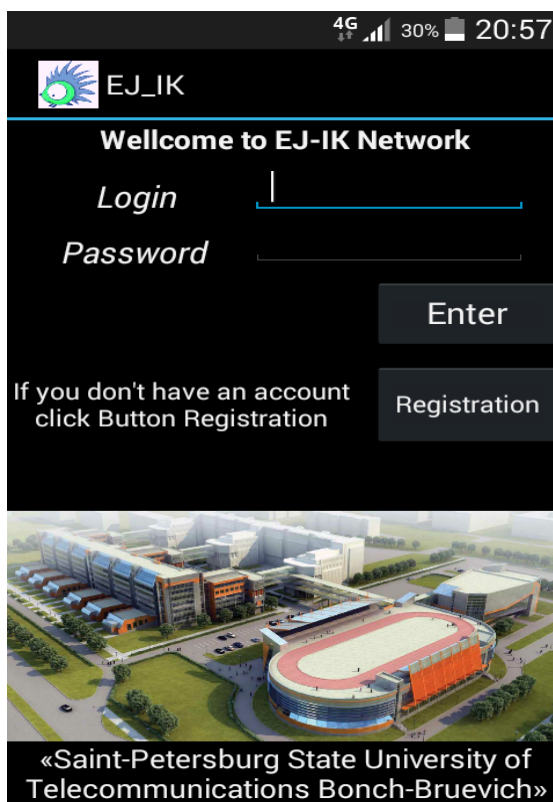 4G 30% 20:57
EJ_IK
Wellcome to EJ-IK Network
Login
Password
Enter
If you don't have an account
click Button Registration
Registration
«Saint-Petersburg State University of
Telecommunications Bonch-Bruevich»